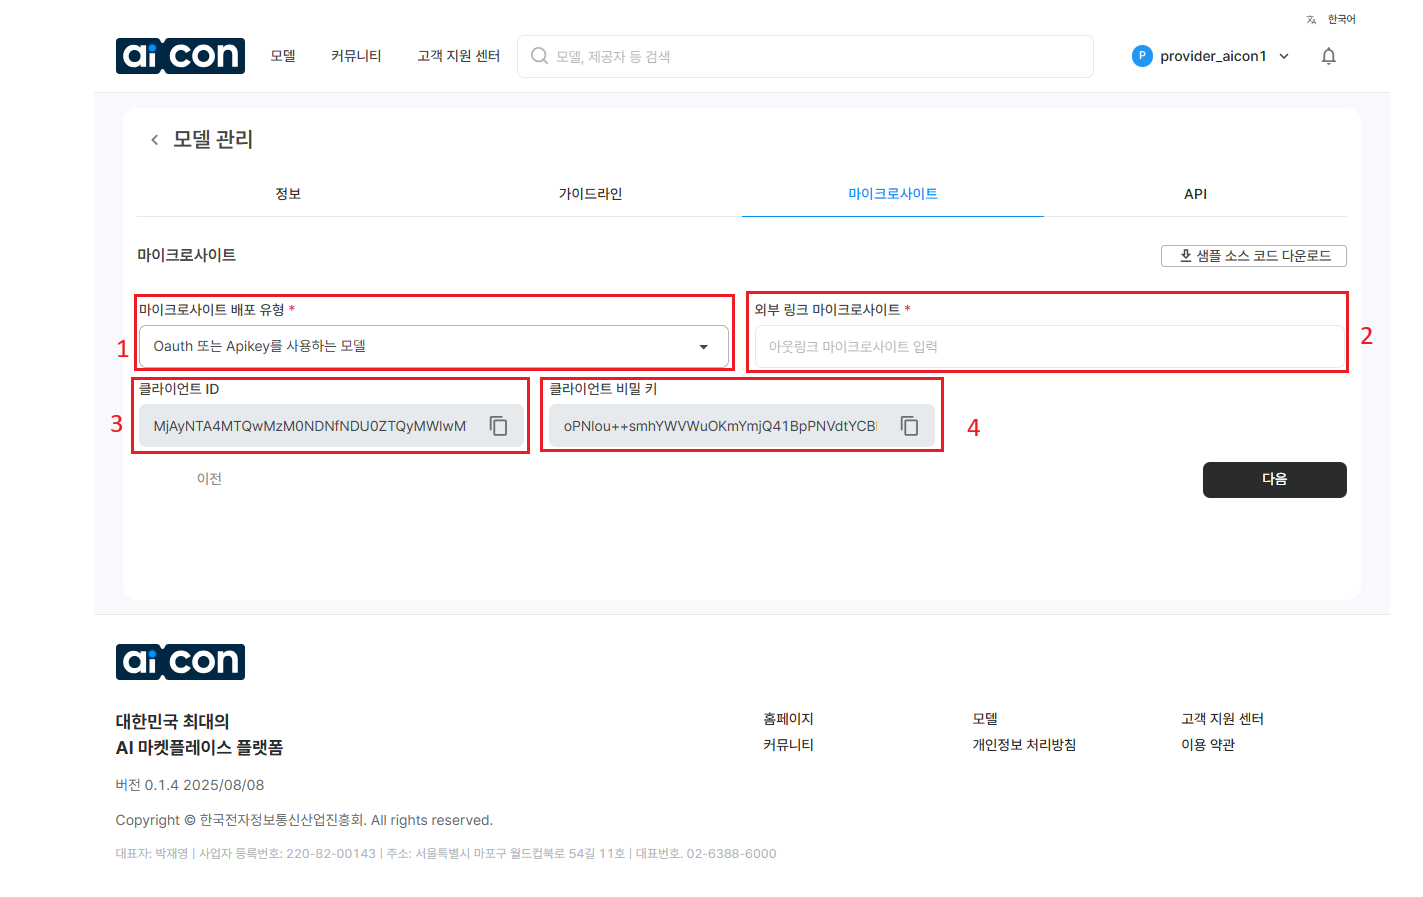 한국어
ai con
모델
커뮤니티
고객 지원 센터
모델, 제공자 등 검색
P
provider_aicon1
모델 관리
정보
가이드라인
마이크로사이트
API
마이크로사이트
샘플 소스 코드 다운로드
마이크로사이트 배포 유형 *
외부 링크 마이크로사이트 *
1
Oauth 또는 Apikey를 사용하는 모델
아웃링크 마이크로사이트 입력
2
클라이언트 ID
클라이언트 비밀 키
3
MjAyNTA4MTQwMzM0NDNfNDU0ZTQyMWIwM
oPNIou++smhYWVWuOKmYmjQ41BpPNVdtYCB
4
이전
다음
ai con
대한민국 최대의
AI 마켓플레이스 플랫폼
홈페이지
모델
고객 지원 센터
커뮤니티
개인정보 처리방침
이용 약관
버전 0.1.4 2025/08/08
Copyright © 한국전자정보통신산업진흥회. All rights reserved.
대표자: 박재영 | 사업자 등록번호: 220-82-00143 | 주소: 서울특별시 마포구 월드컵북로 54길 11호 | 대표번호. 02-6388-6000